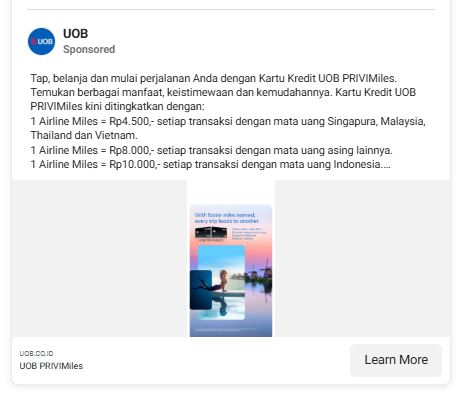 UOB
UOB
Sponsored
Tap, belanja dan mulai perjalanan Anda dengan Kartu Kredit UOB PRIVIMiles.
Temukan berbagai manfaat, keistimewaan dan kemudahannya. Kartu Kredit UOB
PRIVIMiles kini ditingkatkan dengan:
1 Airline Miles = Rp4.500,- setiap transaksi dengan mata uang Singapura, Malaysia,
Thailand dan Vietnam.
1 Airline Miles = Rp8.000,- setiap transaksi dengan mata uang asing lainnya.
1 Airline Miles = Rp10.000,- setiap transaksi dengan mata uang Indonesia....
With foster miles earned,
every trip leads to another
UOB.CO.ID
UOB PRIVIMiles
Learn More